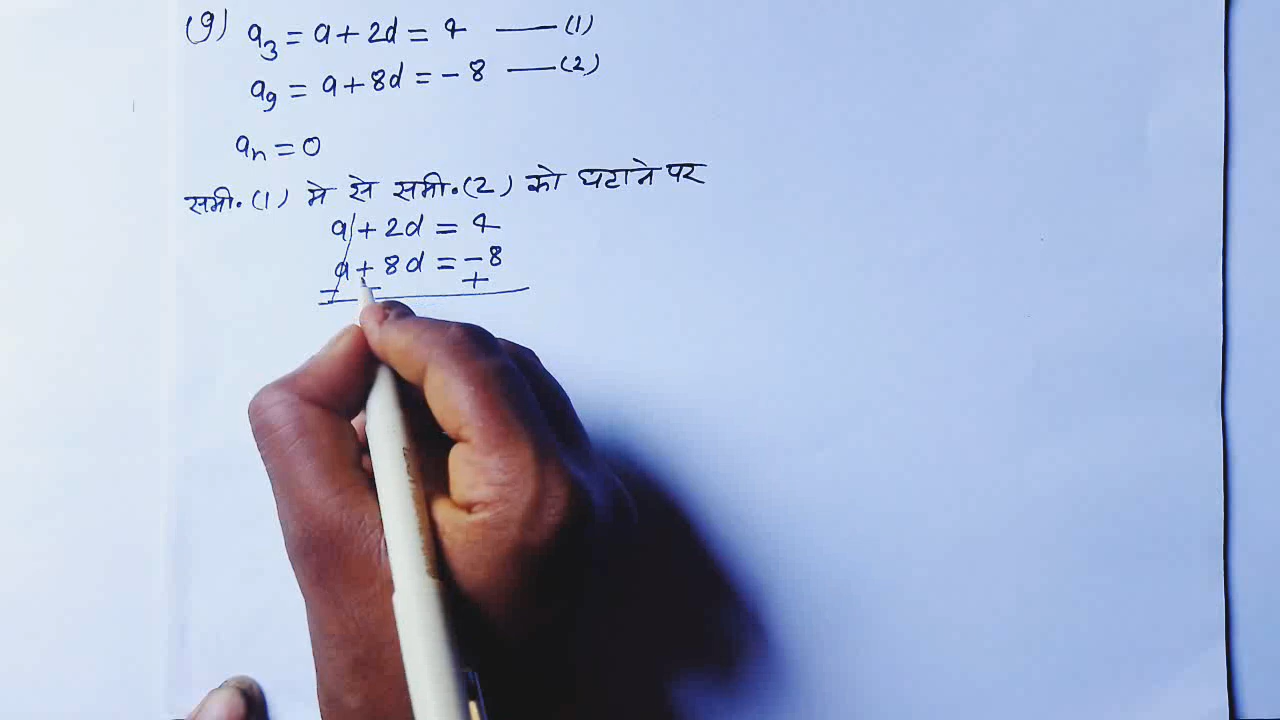 (9) a₃ = a + 2d = 4 —— (1)
a₉ = a + 8d = - 8 —— (2)
aₙ = 0
समी.(1) मे से समी.(2) को घटाने पर
a + 2d = 4
a + 8d = -8
- - +